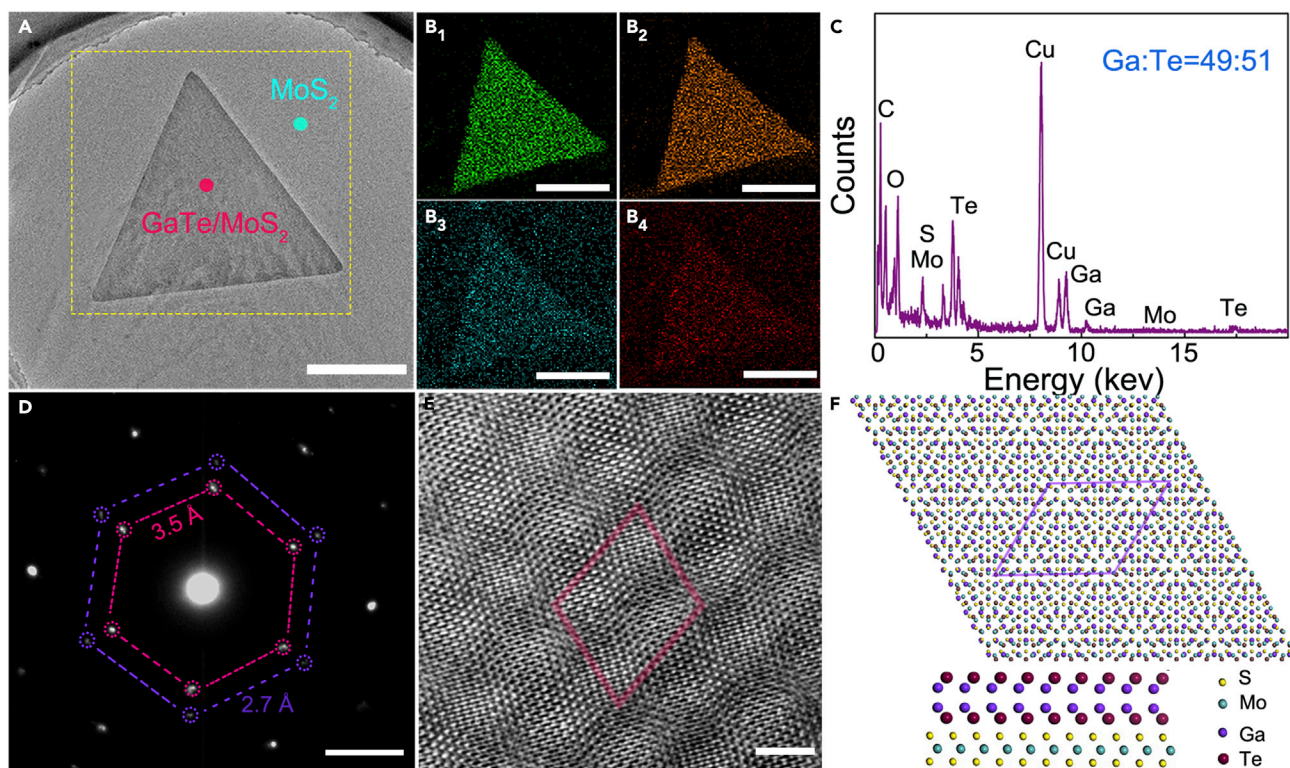 A
MoS₂
GaTe/MoS₂
B₁
B₂
B₃
B₄
C
Ga:Te=49:51
Cu
C
O
S
Mo
Te
Cu
Ga
Ga
Mo
Te
Counts
0
5
10
15
Energy (kev)
D
3.5 Å
2.7 Å
E
F
S
Mo
Ga
Te